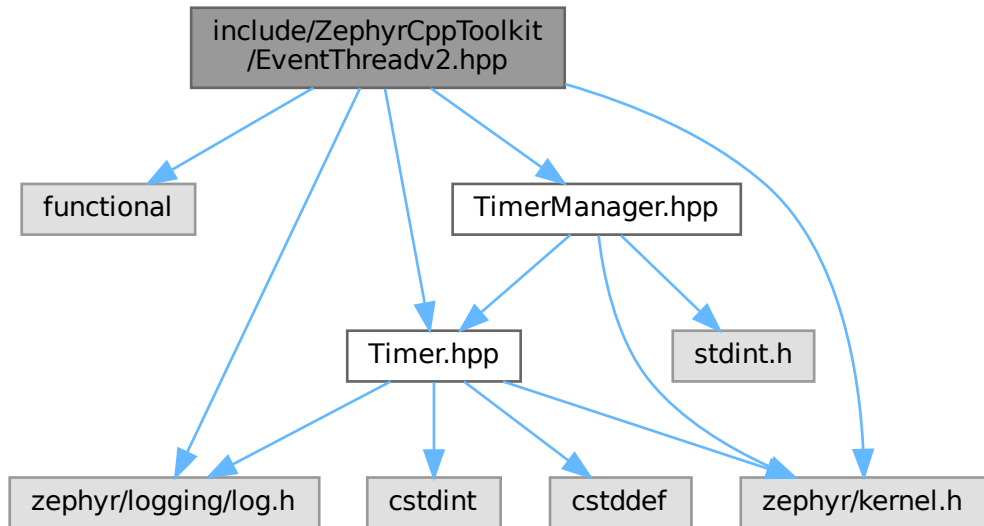 include/ZephyrCppToolkit
/EventThreadv2.hpp
functional
TimerManager.hpp
Timer.hpp
stdint.h
zephyr/logging/log.h
cstdint
cstddef
zephyr/kernel.h